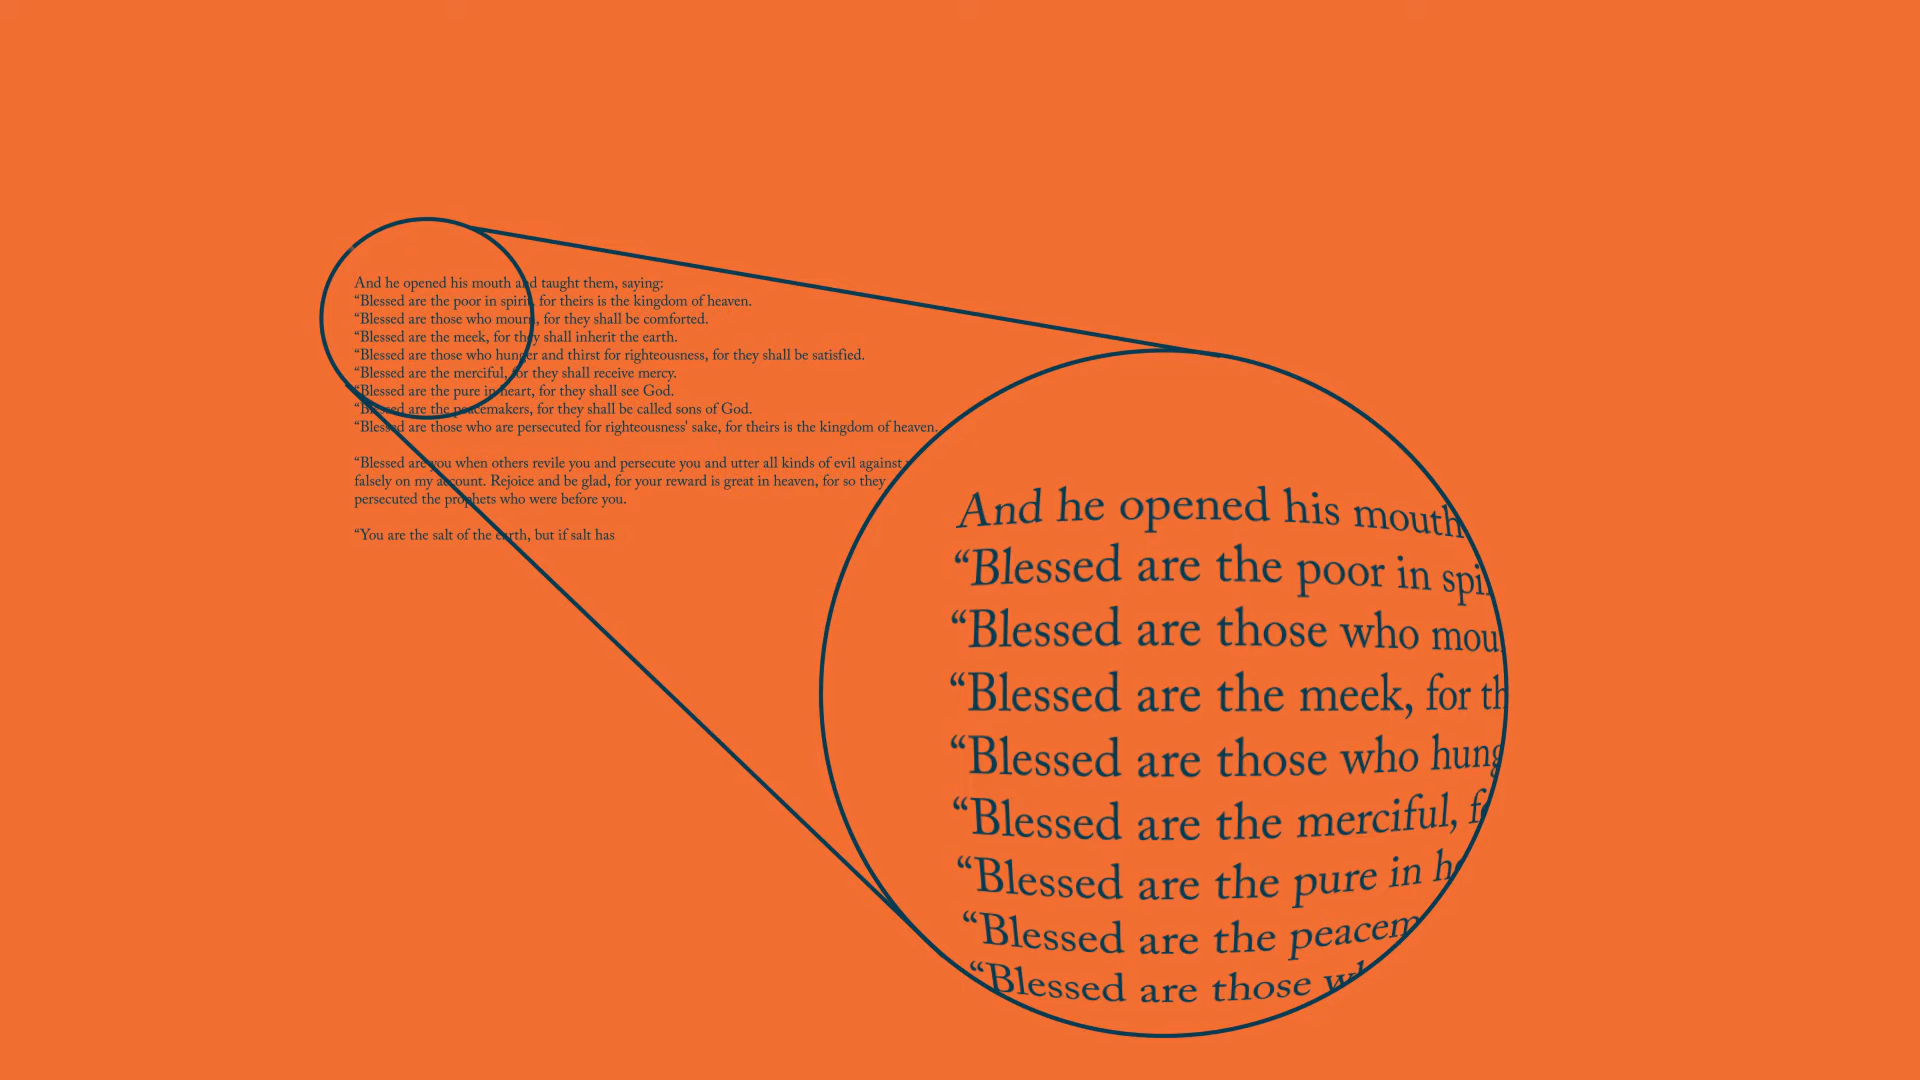 And he opened his mouth and taught them, saying:
“Blessed are the poor in spirit, for theirs is the kingdom of heaven.
“Blessed are those who mourn, for they shall be comforted.
“Blessed are the meek, for they shall inherit the earth.
“Blessed are those who hunger and thirst for righteousness, for they shall be satisfied.
“Blessed are the merciful, for they shall receive mercy.
“Blessed are the pure in heart, for they shall see God.
“Blessed are the peacemakers, for they shall be called sons of God.
“Blessed are those who are persecuted for righteousness' sake, for theirs is the kingdom of heaven.
“Blessed are you when others revile you and persecute you and utter all kinds of evil against
falsely on my account. Rejoice and be glad, for your reward is great in heaven, for so they
persecuted the prophets who were before you.
“You are the salt of the earth, but if salt has
And he opened his mouth
“Blessed are the poor in spi
“Blessed are those who mou
“Blessed are the meek, for th
“Blessed are those who hung
“Blessed are the merciful, f
“Blessed are the pure in h
“Blessed are the peacem
“Blessed are those wh